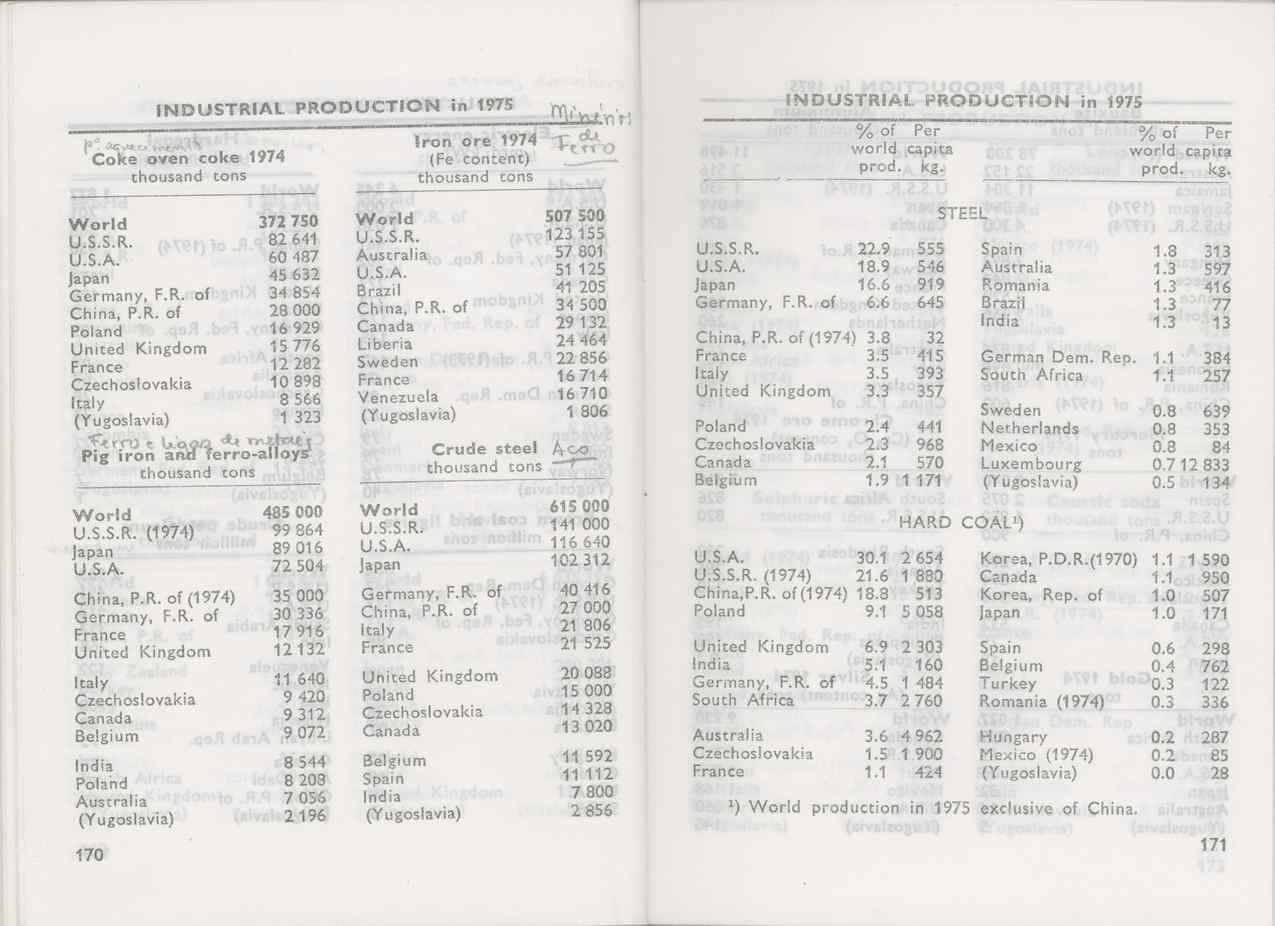 INDUSTRIAL PRODUCTION in 1975
Minérios
de
Ferro
Coke oven coke 1974
thousand tons
World 372 750
U.S.S.R. 82 641
U.S.A. 60 487
Japan 45 632
Germany, F.R. of 34 854
China, P.R. of 28 000
Poland 16 929
United Kingdom 15 776
France 12 282
Czechoslovakia 10 898
Italy 8 566
(Yugoslavia) 1 323
Ferro e de metais
Pig iron and ferro-alloys
thousand tons
World 485 000
U.S.S.R. (1974) 99 864
Japan 89 016
U.S.A. 72 504
China, P.R. of (1974) 35 000
Germany, F.R. of 30 336
France 17 916
United Kingdom 12 132
Italy 11 640
Czechoslovakia 9 420
Canada 9 312
Belgium 9 072
India 8 544
Poland 8 208
Australia 7 056
(Yugoslavia) 2 196
170
Iron ore 1974
(Fe content)
thousand tons
World 507 500
U.S.S.R. 123 155
Australia 57 801
U.S.A. 51 125
Brazil 41 205
China, P.R. of 34 500
Canada 29 132
Liberia 24 464
Sweden 22 856
France 16 714
Venezuela 16 710
(Yugoslavia) 1 806
Crude steel Aço
thousand tons
World 615 000
U.S.S.R. 141 000
U.S.A. 116 640
Japan 102 312
Germany, F.R. of 40 416
China, P.R. of 27 000
Italy 21 806
France 21 525
United Kingdom 20 088
Poland 15 000
Czechoslovakia 14 328
Canada 13 020
Belgium 11 592
Spain 11 112
India 7 800
(Yugoslavia) 2 856
INDUSTRIAL PRODUCTION in 1975
% of Per
world capita
prod. kg.
% of Per
world capita
prod. kg.
STEEL
U.S.S.R. 22.9 555
U.S.A. 18.9 546
Japan 16.6 919
Germany, F.R. of 6.6 645
China, P.R. of (1974) 3.8 32
France 3.5 415
Italy 3.5 393
United Kingdom 3.3 357
Poland 2.4 441
Czechoslovakia 2.3 968
Canada 2.1 570
Belgium 1.9 1 171
Spain 1.8 313
Australia 1.3 597
Romania 1.3 416
Brazil 1.3 77
India 1.3 13
German Dem. Rep. 1.1 384
South Africa 1.1 257
Sweden 0.8 639
Netherlands 0.8 353
Mexico 0.8 84
Luxembourg 0.7 12 833
(Yugoslavia) 0.5 134
HARD COAL¹)
U.S.A. 30.1 2 654
U.S.S.R. (1974) 21.6 1 880
China,P.R. of (1974) 18.8 513
Poland 9.1 5 058
United Kingdom 6.9 2 303
India 5.1 160
Germany, F.R. of 4.5 1 484
South Africa 3.7 2 760
Australia 3.6 4 962
Czechoslovakia 1.5 1 900
France 1.1 424
Korea, P.D.R.(1970) 1.1 1 590
Canada 1.1 950
Korea, Rep. of 1.0 507
Japan 1.0 171
Spain 0.6 298
Belgium 0.4 762
Turkey 0.3 122
Romania (1974) 0.3 336
Hungary 0.2 287
Mexico (1974) 0.2 85
(Yugoslavia) 0.0 28
¹) World production in 1975 exclusive of China.
171